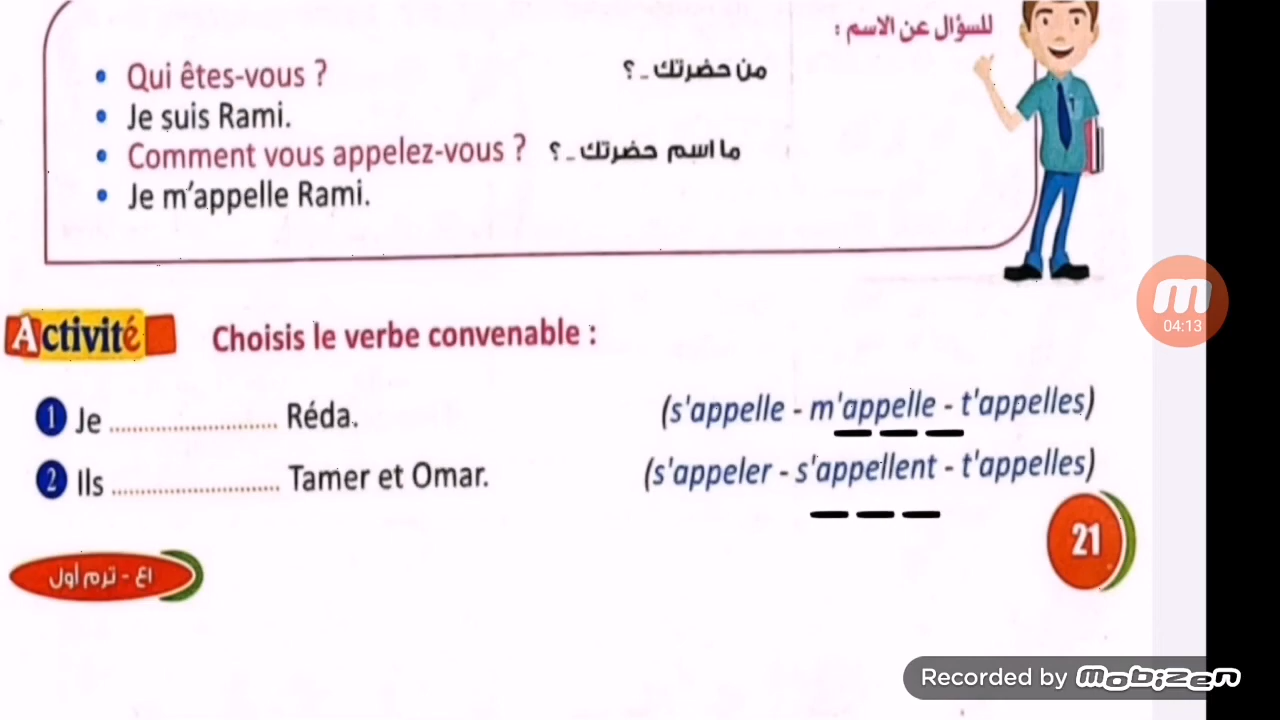 للسؤال عن الاسم :
• Qui êtes-vous ? من حضرتك ـ ؟
• Je suis Rami.
• Comment vous appelez-vous ? ما اسم حضرتك ـ ؟
• Je m'appelle Rami.
Activité Choisis le verbe convenable :
1 Je ............................ Réda. (s'appelle - m'appelle - t'appelles)
2 Ils ............................ Tamer et Omar. (s'appeler - s'appellent - t'appelles)
21
ع١ - ترم أول
04:13
Recorded by mobizen